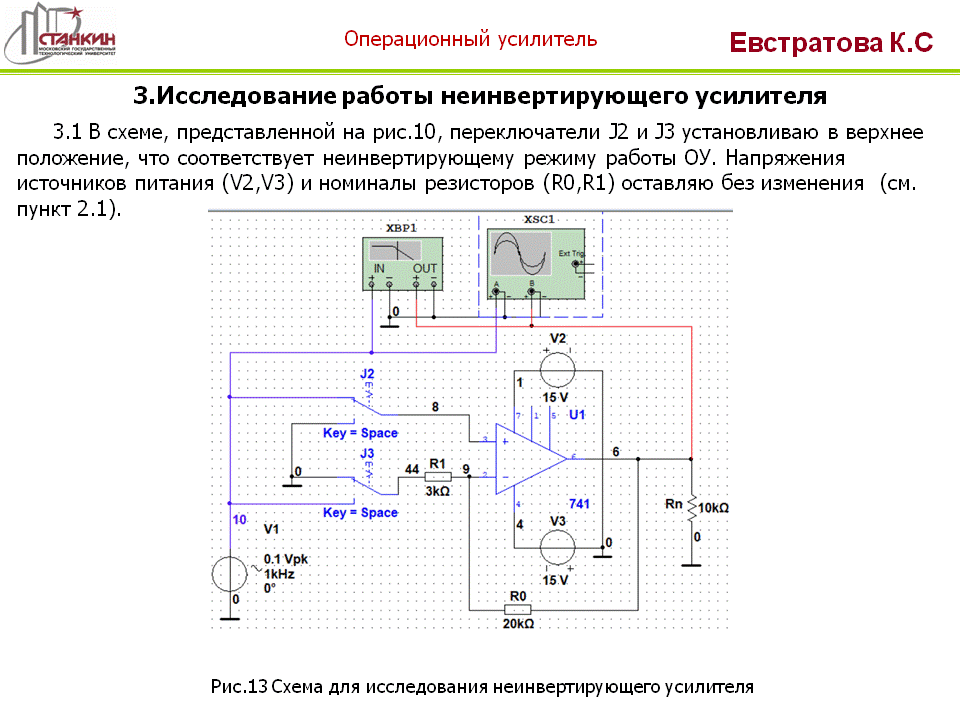 СТАНКИН
МОСКОВСКИЙ ГОСУДАРСТВЕННЫЙ
ТЕХНОЛОГИЧЕСКИЙ УНИВЕРСИТЕТ
Операционный усилитель
Евстратова К.С
3.Исследование работы неинвертирующего усилителя
3.1 В схеме, представленной на рис.10, переключатели J2 и J3 установливаю в верхнее
положение, что соответствует неинвертирующему режиму работы ОУ. Напряжения
источников питания (V2,V3) и номиналы резисторов (R0,R1) оставляю без изменения (см.
пункт 2.1).
XBP1
XSC1
IN OUT
Ext Trig
+ − + −
A B
+ − + −
0
V2
+
15 V
1
7 1 5
U1
J2
8
Key = Space
3 +
J3
0
44 R1 9
2 −
3kΩ
6 6
Key = Space
4
741
Rn 10kΩ
10
V1
4
V3
0
0
0.1 Vpk
1kHz
0°
− +
15 V
0
R0
20kΩ
Рис.13 Схема для исследования неинвертирующего усилителя